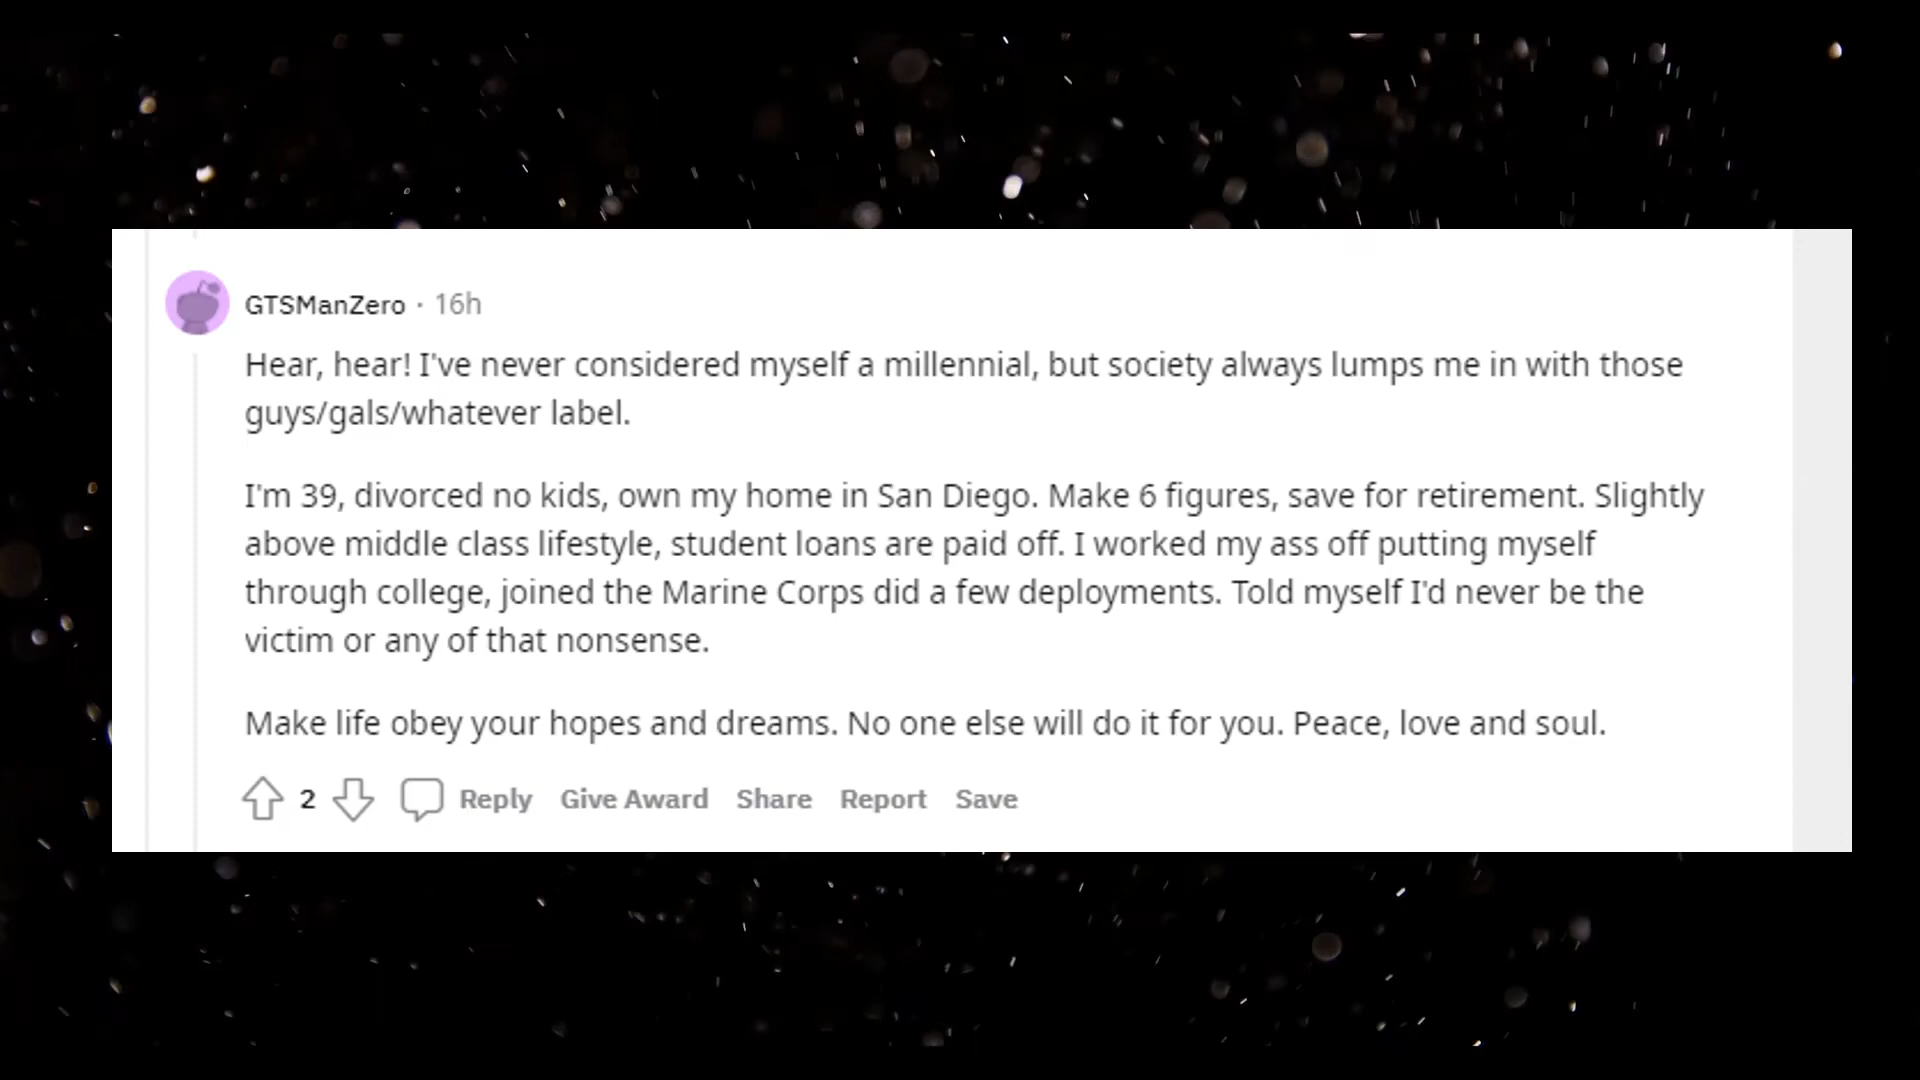 GTSManZero · 16h
Hear, hear! I've never considered myself a millennial, but society always lumps me in with those
guys/gals/whatever label.
I'm 39, divorced no kids, own my home in San Diego. Make 6 figures, save for retirement. Slightly
above middle class lifestyle, student loans are paid off. I worked my ass off putting myself
through college, joined the Marine Corps did a few deployments. Told myself I'd never be the
victim or any of that nonsense.
Make life obey your hopes and dreams. No one else will do it for you. Peace, love and soul.
2 Reply Give Award Share Report Save